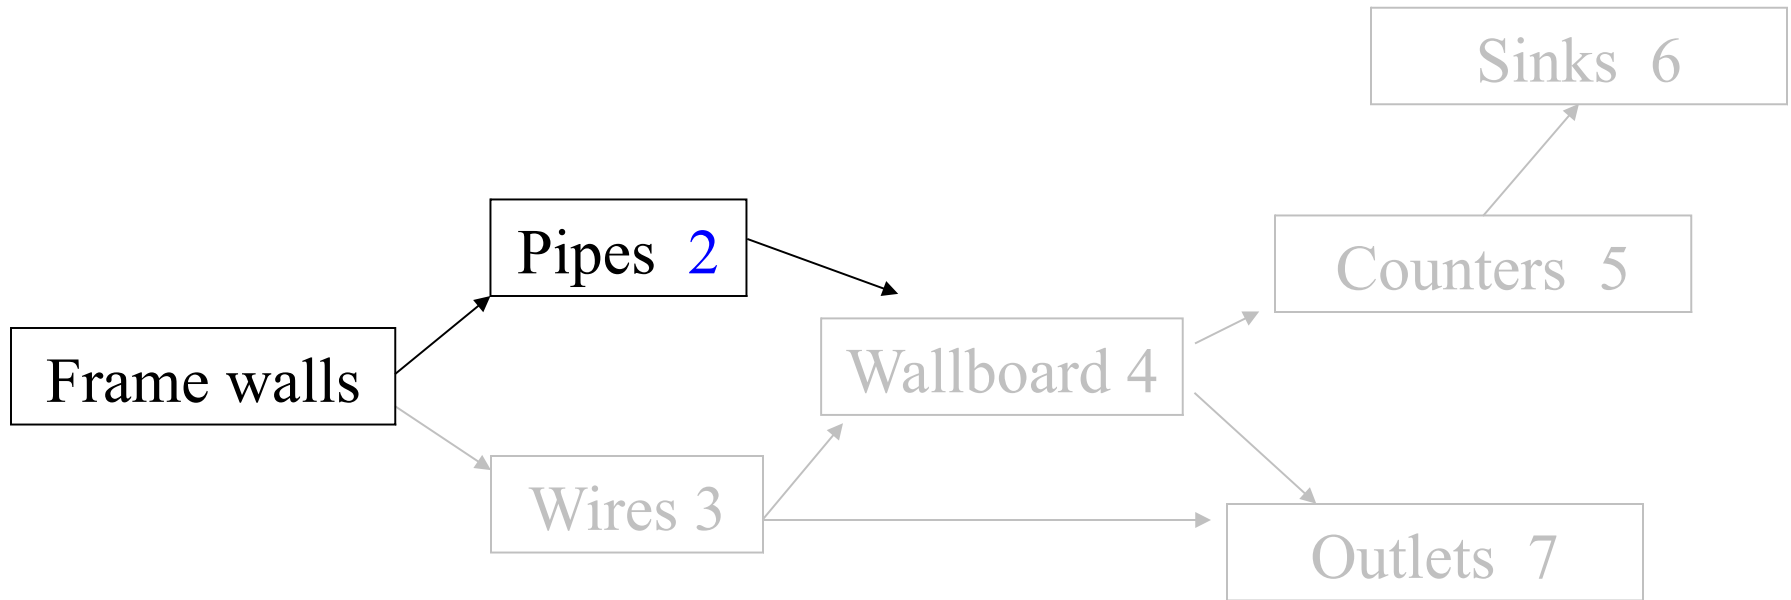 Sinks 6
Pipes 2
Counters 5
Frame walls
Wallboard 4
Wires 3
Outlets 7